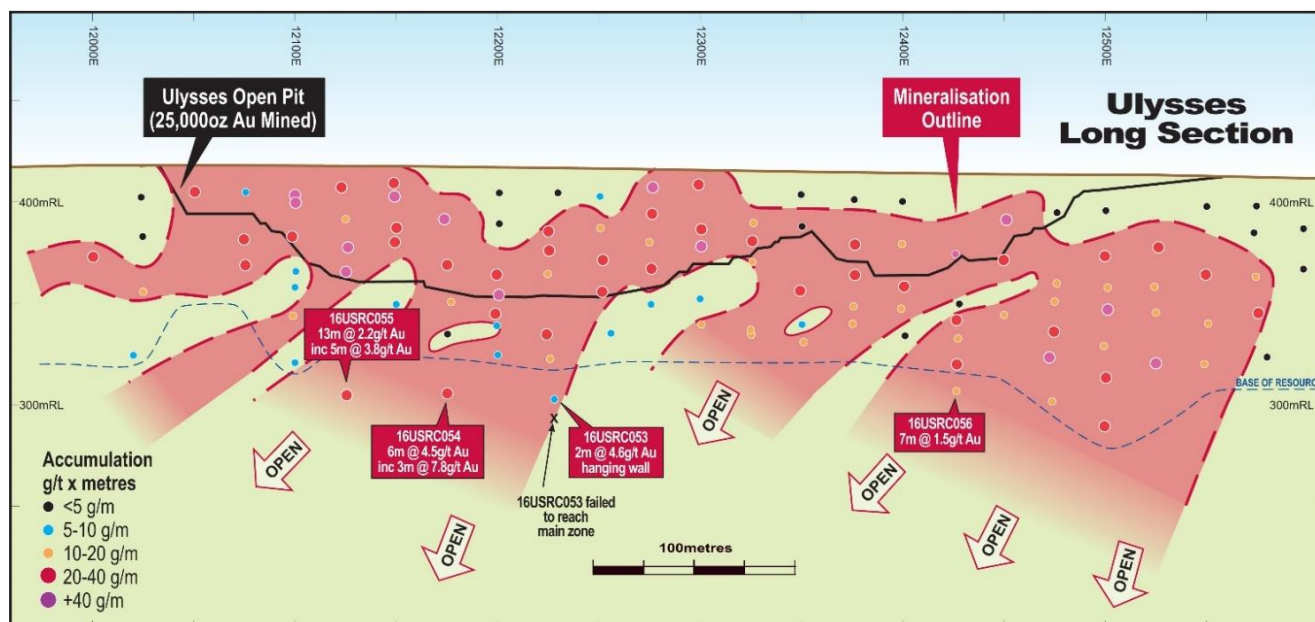 12000E
12100E
12200E
12300E
12400E
12500E
Ulysses Open Pit
(25,000oz Au Mined)
Mineralisation
Outline
Ulysses
Long Section
400mRL
400mRL
16USRC055
13m @ 2.2g/t Au
inc 5m @ 3.8g/t Au
BASE OF RESOURC
300mRL
300mRL
16USRC054
6m @ 4.5g/t Au
inc 3m @ 7.8g/t Au
X
16USRC053
2m @ 4.6g/t Au
hanging wall
16USRC056
7m @ 1.5g/t Au
OPEN
OPEN
OPEN
OPEN
OPEN
OPEN
16USRC053 failed
to reach
main zone
100metres
Accumulation
g/t x metres
<5 g/m
5-10 g/m
10-20 g/m
20-40 g/m
+40 g/m